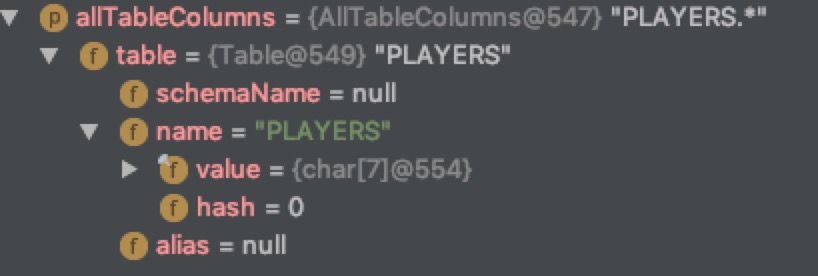 p allTableColumns = {AllTableColumns@547} "PLAYERS.*"
f table = {Table@549} "PLAYERS"
f schemaName = null
f name = "PLAYERS"
f value = {char[7]@554}
f hash = 0
f alias = null